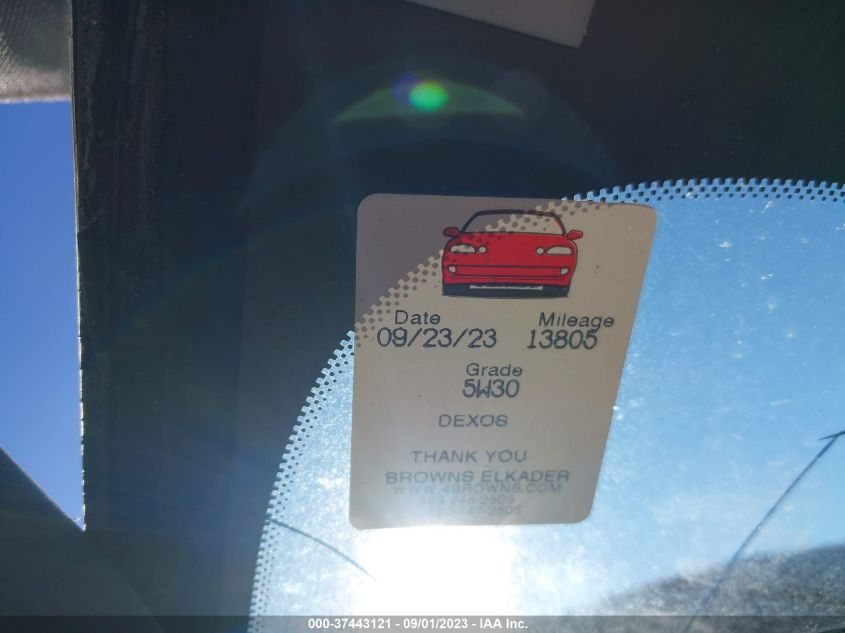 Date Mileage
09/23/23 13805
Grade
5W30
DEXOS
THANK YOU
BROWNS ELKADER
WWW.4BROWNS.COM
000-37443121 - 09/01/2023 - IAA Inc.